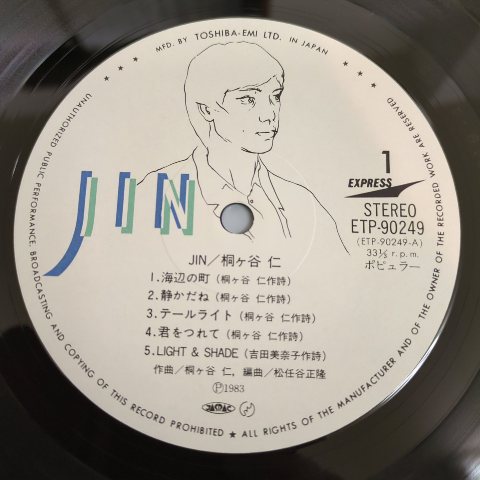 MFD. BY TOSHIBA-EMI LTD. IN JAPAN
JIN
1
EXPRESS
STEREO
ETP-90249
(ETP-90249-A)
33⅓ r.p.m.
ポピュラー
JIN/桐ヶ谷 仁
1.海辺の町(桐ヶ谷 仁作詩)
2.静かだね(桐ヶ谷 仁作詩)
3.テールライト(桐ヶ谷 仁作詩)
4.君をつれて(桐ヶ谷 仁作詩)
5.LIGHT & SHADE(吉田美奈子作詩)
作曲/桐ヶ谷 仁, 編曲/松任谷正隆
Ⓟ1983
JASRAC
UNAUTHORIZED PUBLIC PERFORMANCE, BROADCASTING AND COPYING OF THIS RECORD PROHIBITED ★ ALL RIGHTS OF THE MANUFACTURER AND OF THE OWNER OF THE RECORDED WORK ARE RESERVED